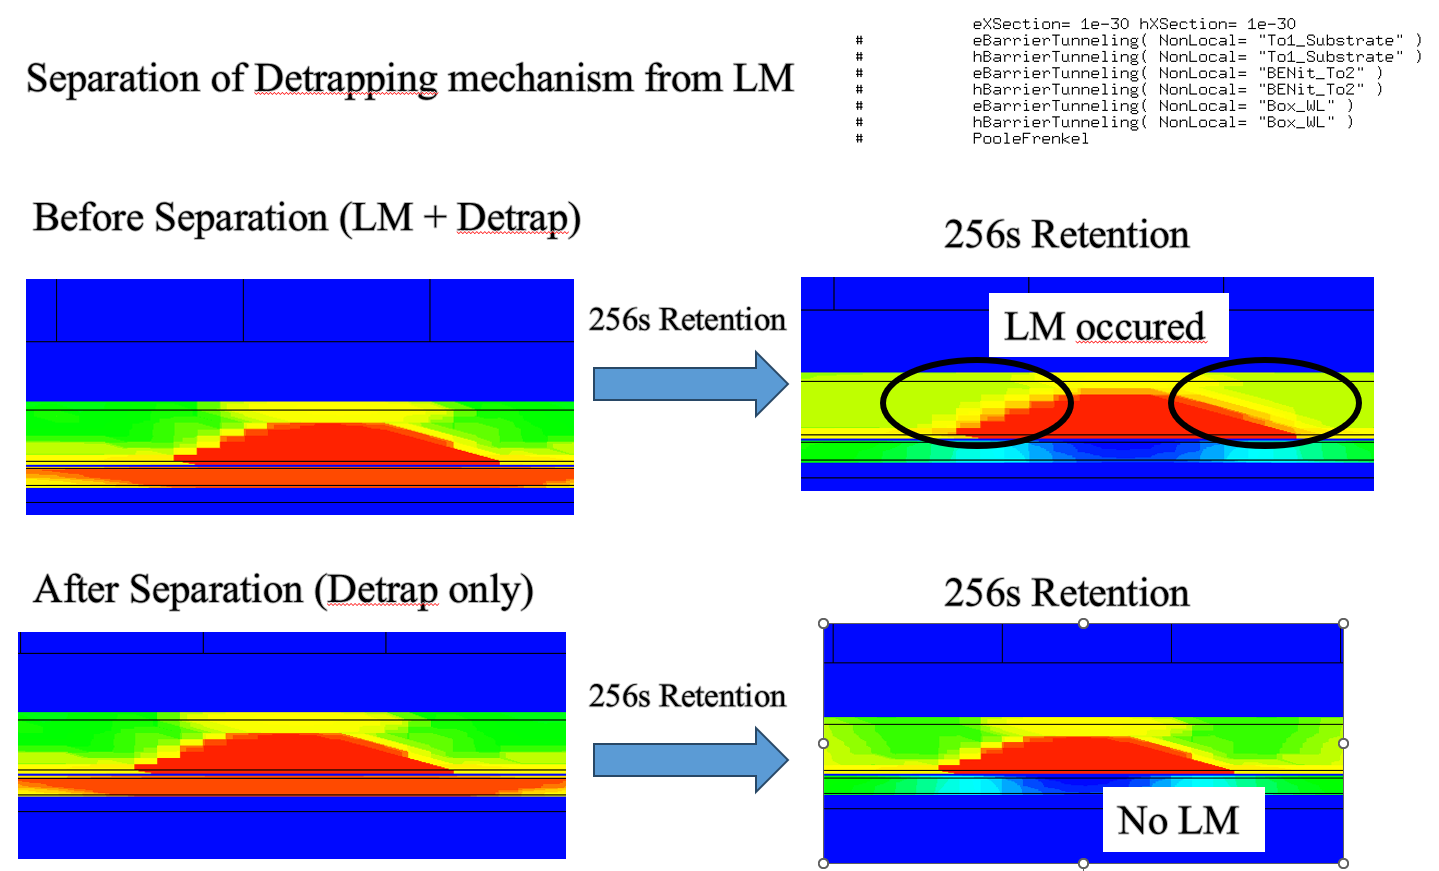 eXSection= 1e-30 hXSection= 1e-30
# eBarrierTunneling( NonLocal= "To1_Substrate" )
# hBarrierTunneling( NonLocal= "To1_Substrate" )
# eBarrierTunneling( NonLocal= "BENit_To2" )
# hBarrierTunneling( NonLocal= "BENit_To2" )
# eBarrierTunneling( NonLocal= "Box_WL" )
# hBarrierTunneling( NonLocal= "Box_WL" )
# PooleFrenkel
Separation of Detrapping mechanism from LM
Before Separation (LM + Detrap)
256s Retention
256s Retention
LM occured
After Separation (Detrap only)
256s Retention
256s Retention
No LM